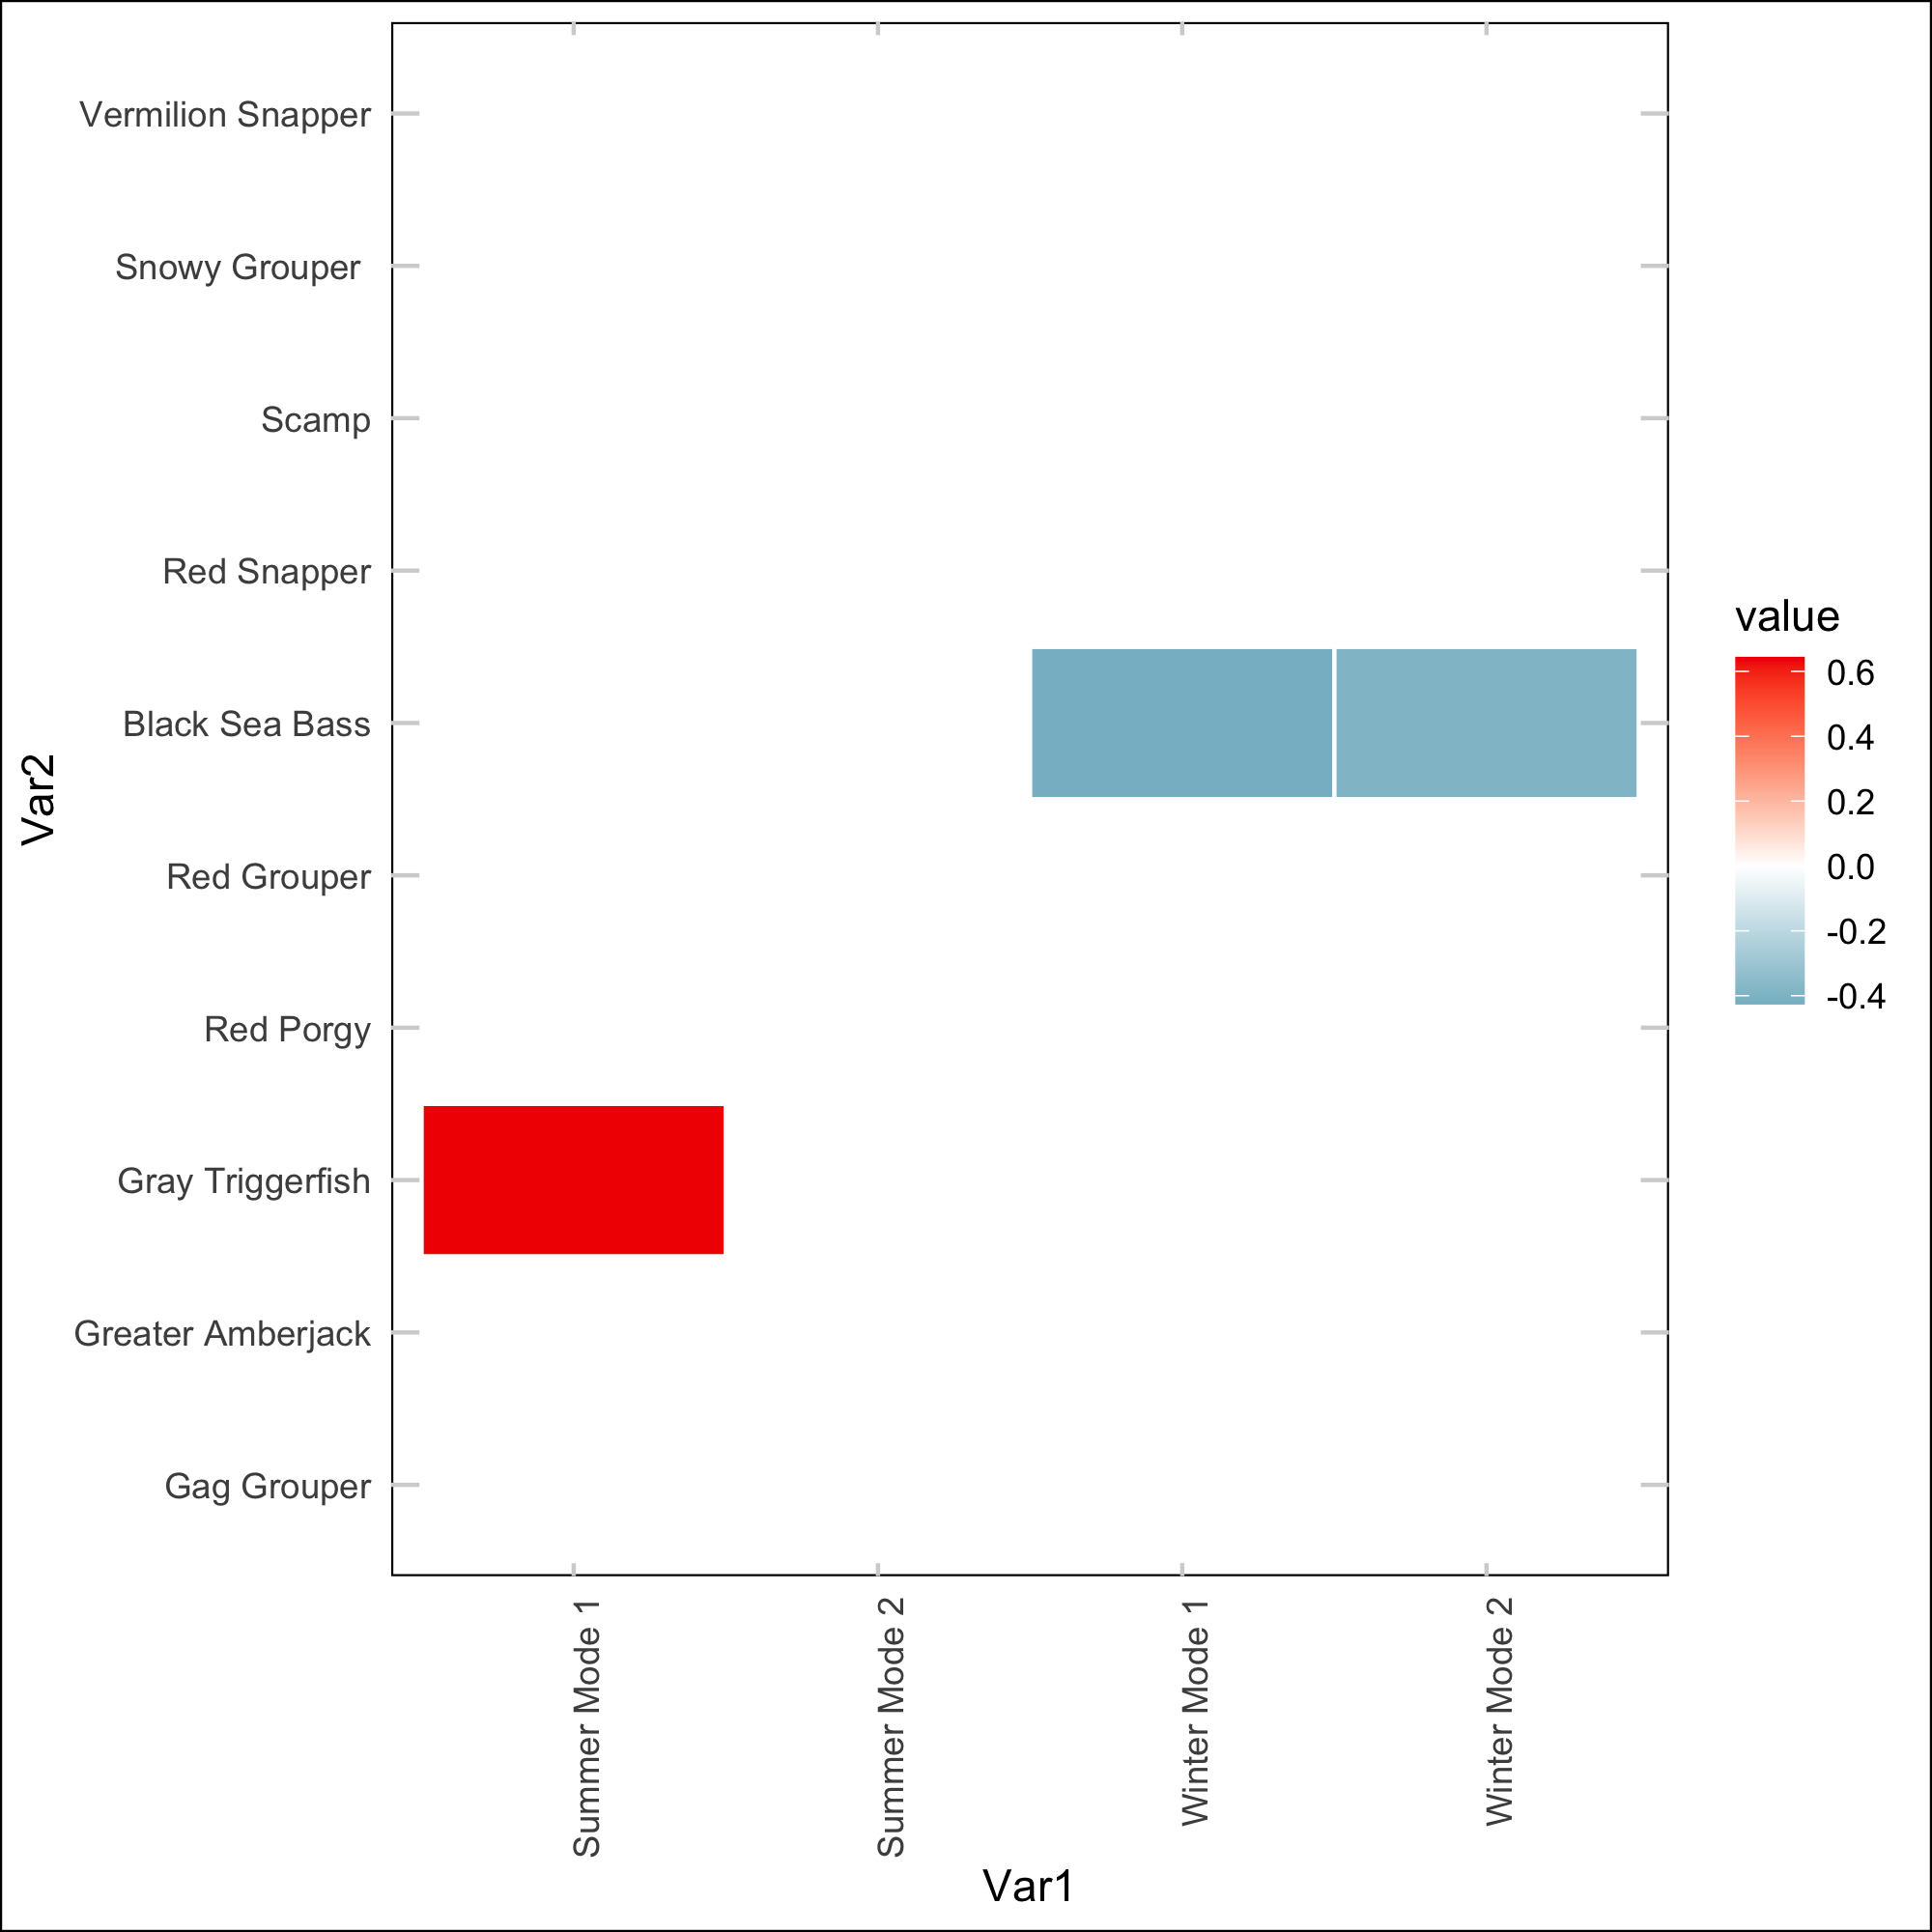 Vermilion Snapper
Snowy Grouper
Scamp
Red Snapper
Black Sea Bass
Red Grouper
Red Porgy
Gray Triggerfish
Greater Amberjack
Gag Grouper
Var2
Summer Mode 1
Summer Mode 2
Winter Mode 1
Winter Mode 2
Var1
value
0.6
0.4
0.2
0.0
-0.2
-0.4